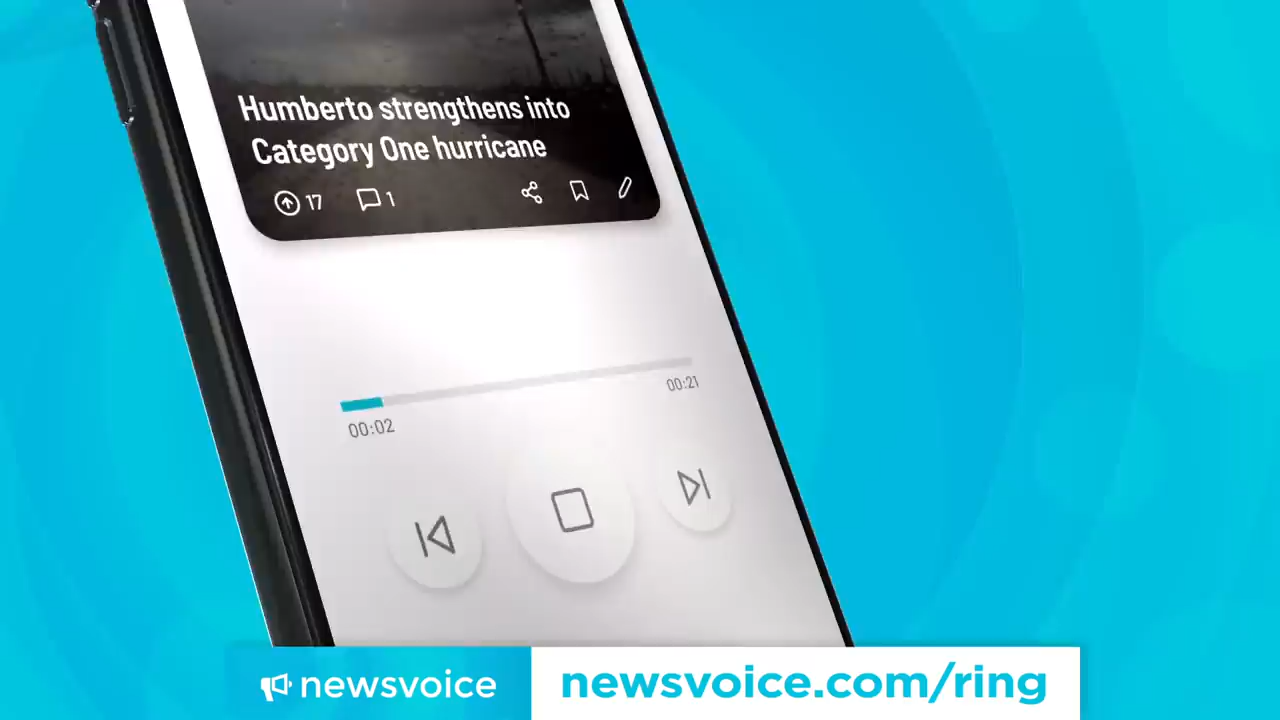 Humberto strengthens into
Category One hurricane
17
1
00:02
00:21
newsvoice
newsvoice.com/ring